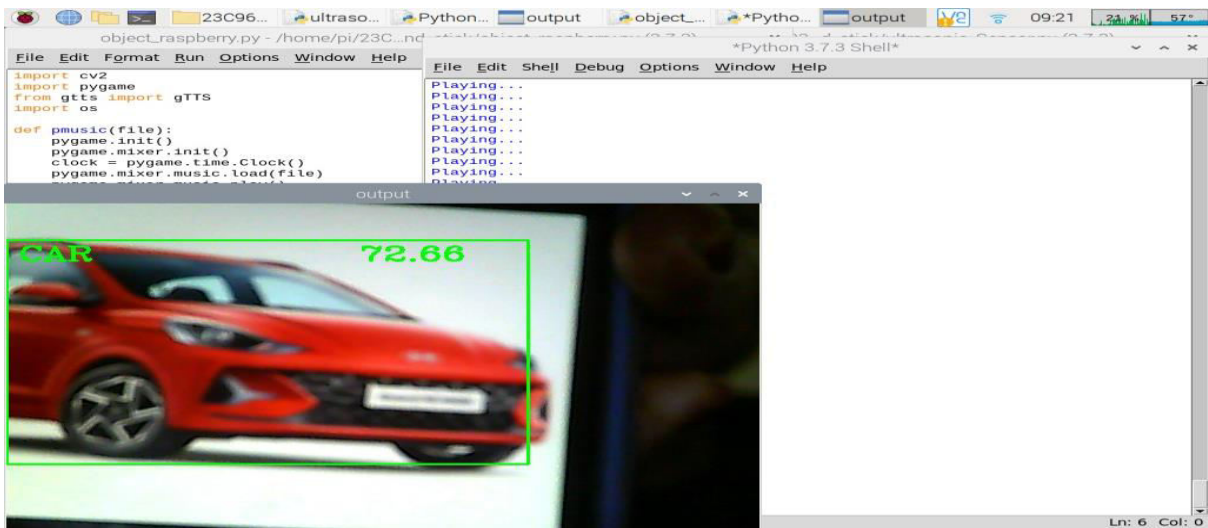 23C96... ultraso... Python... output object_... *Pytho... output V2 09:21 21 % 57°
object_raspberry.py - /home/pi/23C...nd
File Edit Format Run Options Window Help
import cv2
import pygame
from gtts import gTTS
import os
def pmusic(file):
pygame.init()
pygame.mixer.init()
clock = pygame.time.Clock()
pygame.mixer.music.load(file)
*Python 3.7.3 Shell*
File Edit Shell Debug Options Window Help
Playing...
Playing...
Playing...
Playing...
Playing...
Playing...
Playing...
Playing...
Playing...
output
CAR 72.66
Ln: 6 Col: 0